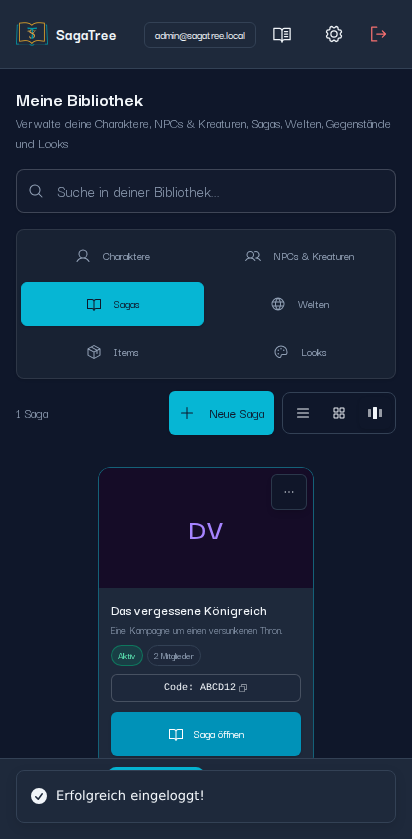 SagaTree
admin@sagatree.local
Meine Bibliothek
Verwalte deine Charaktere, NPCs & Kreaturen, Sagas, Welten, Gegenstände
und Looks
Suche in deiner Bibliothek...
Charaktere
NPCs & Kreaturen
Sagas
Welten
Items
Looks
1 Saga
Neue Saga
DV
Das vergessene Königreich
Eine Kampagne um einen versunkenen Thron.
Aktiv
2 Mitglieder
Code: ABCD12
Saga öffnen
Erfolgreich eingeloggt!